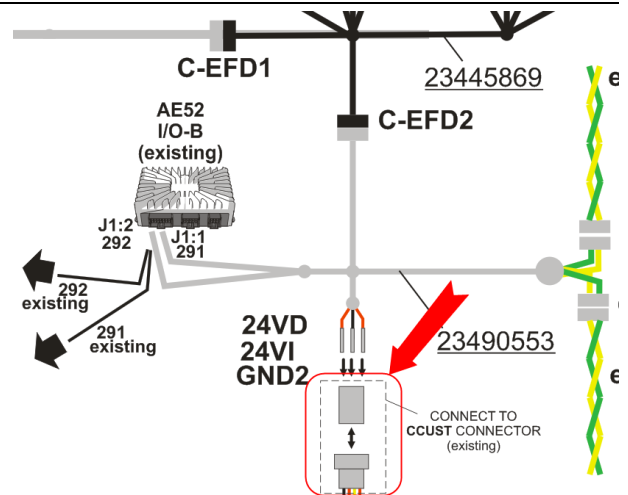 C-EFD1
23445869
e
AE52
I/O-B
(existing)
C-EFD2
J1:2
292
J1:1
291
292
existing
291
existing
24VD
24VI
GND2
23490553
e
CONNECT TO
CCUST CONNECTOR
(existing)